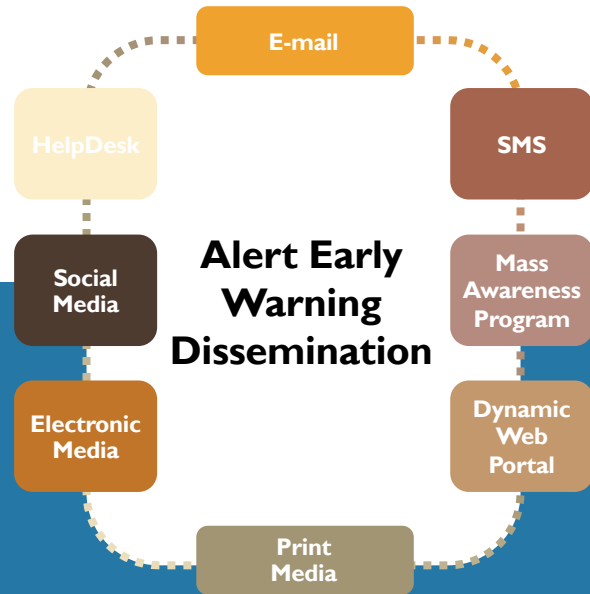 E-mail
HelpDesk
SMS
Alert Early
Warning
Dissemination
Social
Media
Mass
Awareness
Program
Electronic
Media
Dynamic
Web
Portal
Print
Media